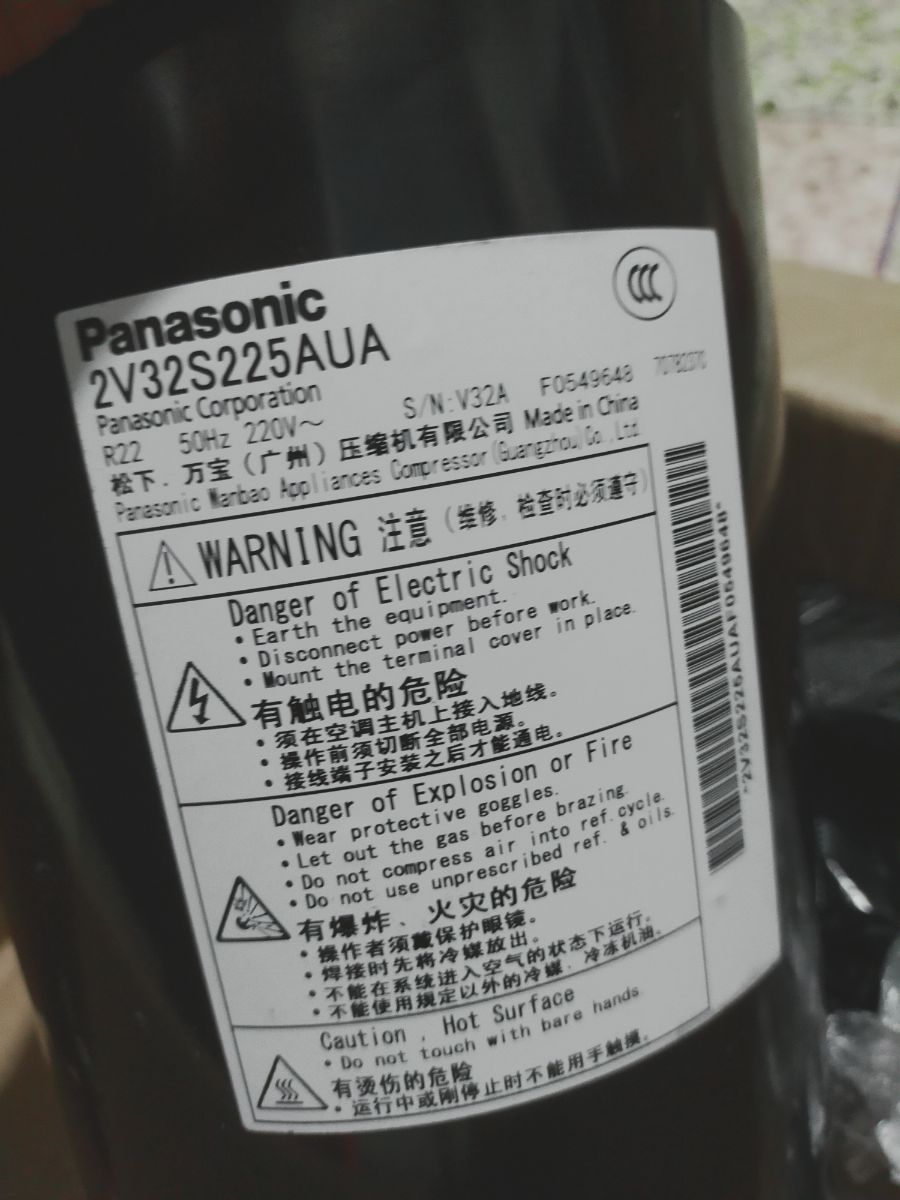 Panasonic
2V32S225AUA
Panasonic Corporation
R22 50Hz 220V～ S/N:V32A F0549648
松下．万宝（广州）压缩机有限公司 Made in China
Panasonic Wanbao Appliances Compressor (Guangzhou) Co., Ltd
WARNING 注意（维修，检查时必须遵守）
Danger of Electric Shock
• Earth the equipment.
• Disconnect power before work.
• Mount the terminal cover in place.
有触电的危险
• 须在空调主机上接入地线。
• 操作前须切断全部电源。
• 接线端子安装之后才能通电。
Danger of Explosion or Fire
• Wear protective goggles.
• Let out the gas before brazing.
• Do not compress air into ref.cycle.
• Do not use unprescribed ref. & oils.
有爆炸、火灾的危险
• 操作者须戴保护眼镜。
• 焊接时先将冷媒放出。
• 不能在系统进入空气的状态下运行。
• 不能使用规定以外的冷媒，冷冻机油。
Caution , Hot Surface
• Do not touch with bare hands
有烫伤的危险
• 运行中或刚停止时不能用手触摸。
CCC
*2V32S225AUAF0549648*